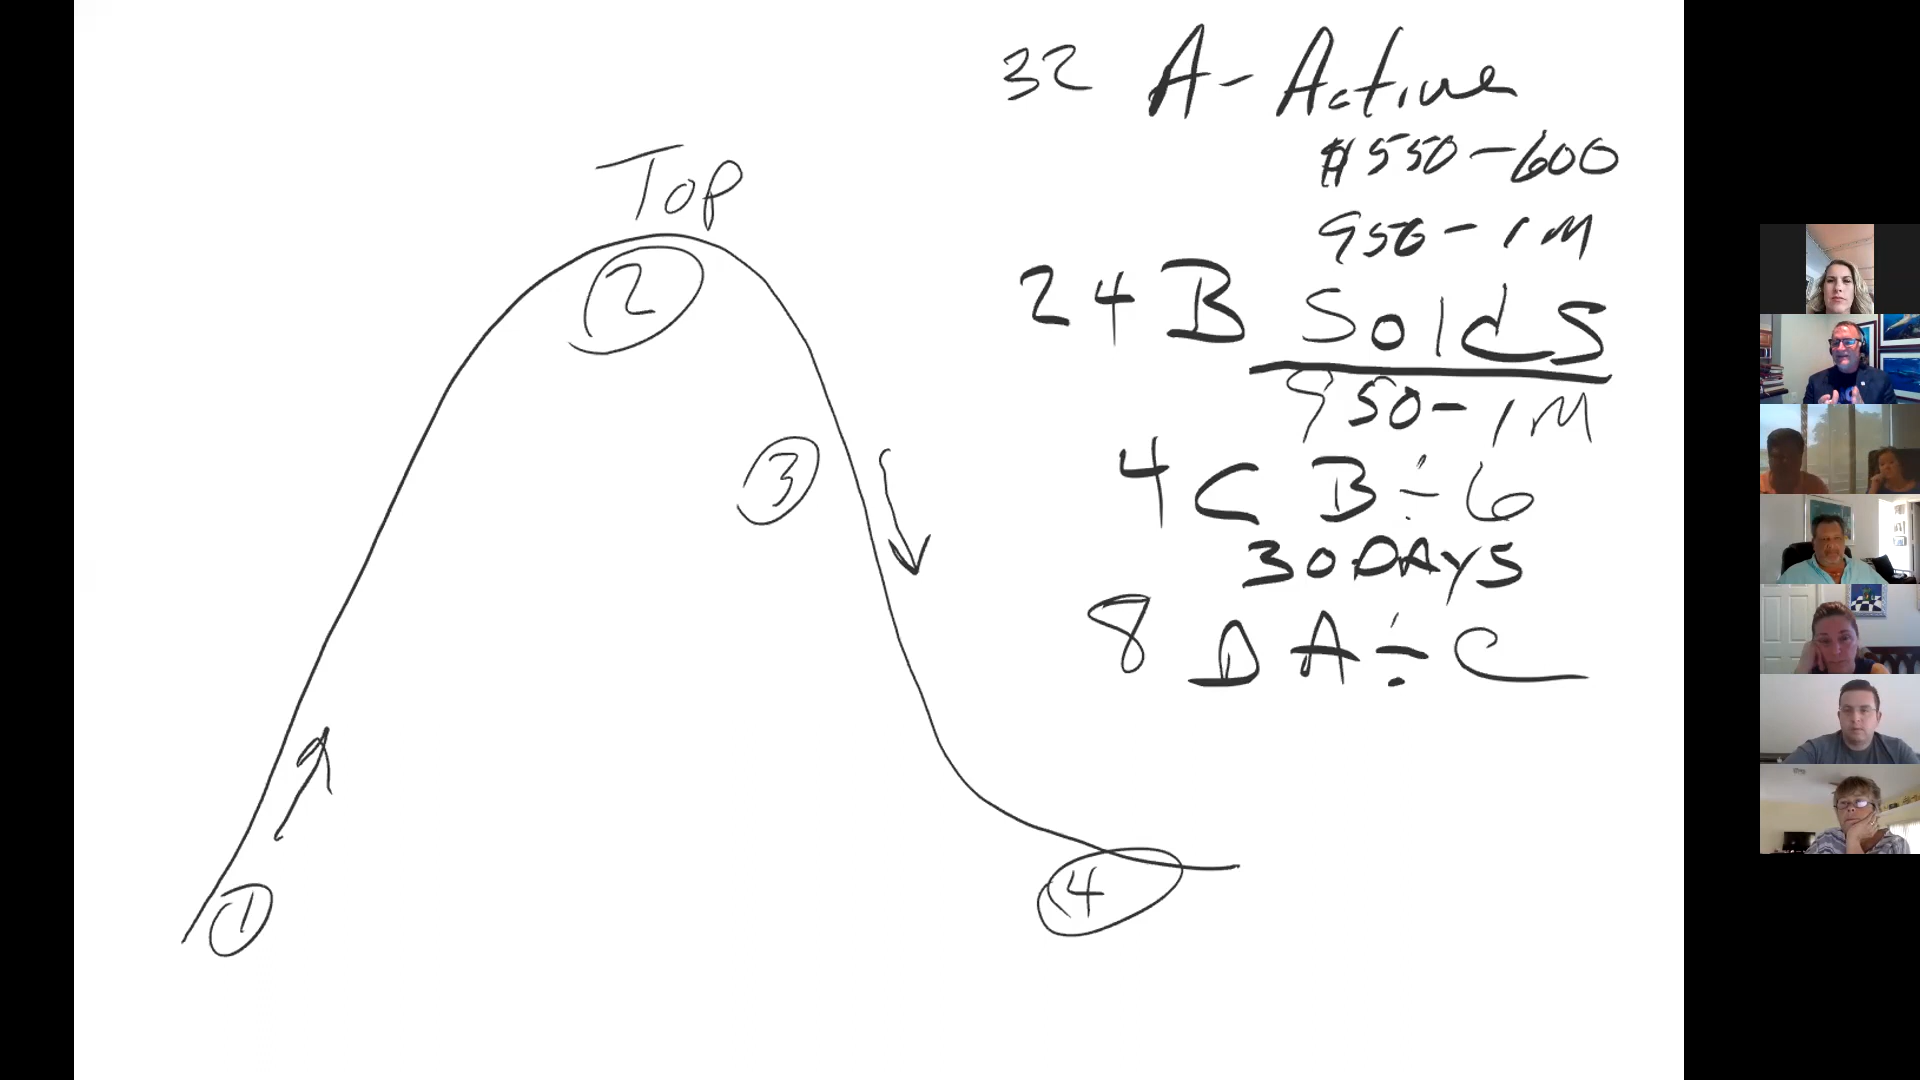 32 A - Active
$550 - 600
950 - 1M
Top
24 B Solds
2
950 - 1M
4 C B ÷ 6
3
30 DAYS
8 D A ÷ C
1
4